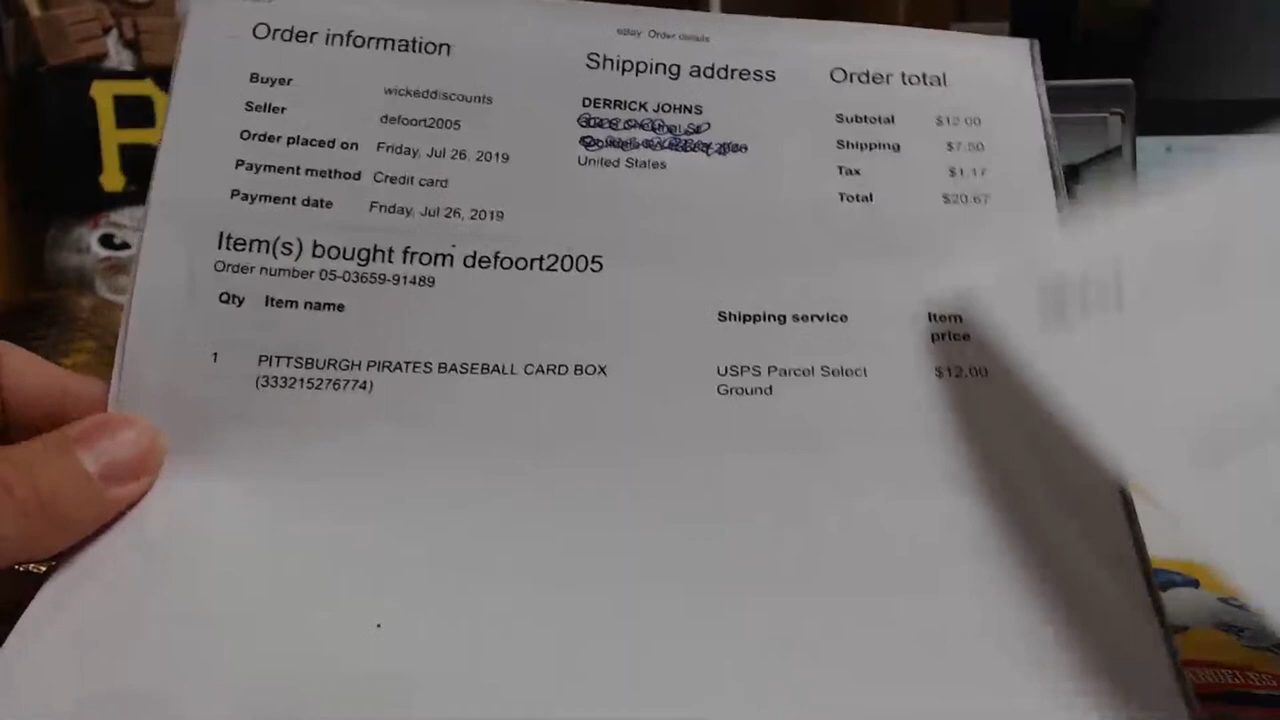 eBay Order details
Order information
Buyer wickeddiscounts
Seller defoort2005
Order placed on Friday, Jul 26, 2019
Payment method Credit card
Payment date Friday, Jul 26, 2019
Shipping address
DERRICK JOHNS
United States
Order total
Subtotal $12.00
Shipping $7.50
Tax $1.17
Total $20.67
Item(s) bought from defoort2005
Order number 05-03659-91489
Qty Item name Shipping service Item
price
1 PITTSBURGH PIRATES BASEBALL CARD BOX USPS Parcel Select $12.00
(333215276774) Ground
P